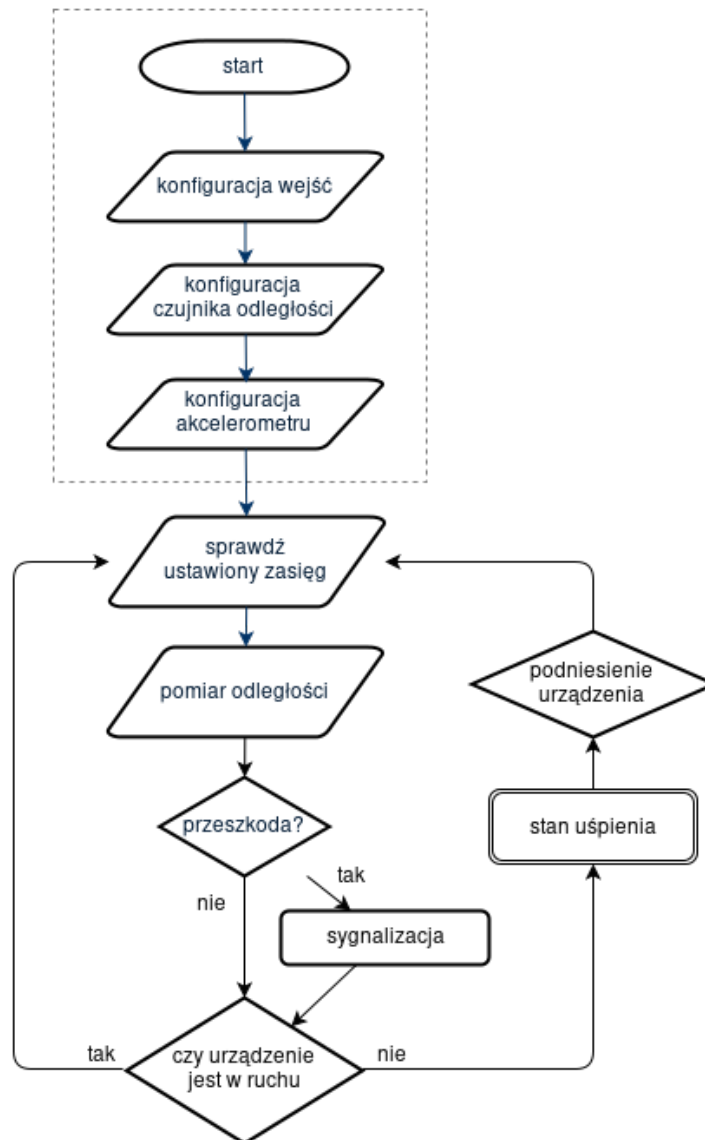 start
konfiguracja wejść
konfiguracja
czujnika odległości
konfiguracja
akcelerometru
sprawdź
ustawiony zasięg
pomiar odległości
podniesienie
urządzenia
przeszkoda?
stan uśpienia
tak
nie
sygnalizacja
tak
czy urządzenie
jest w ruchu
nie